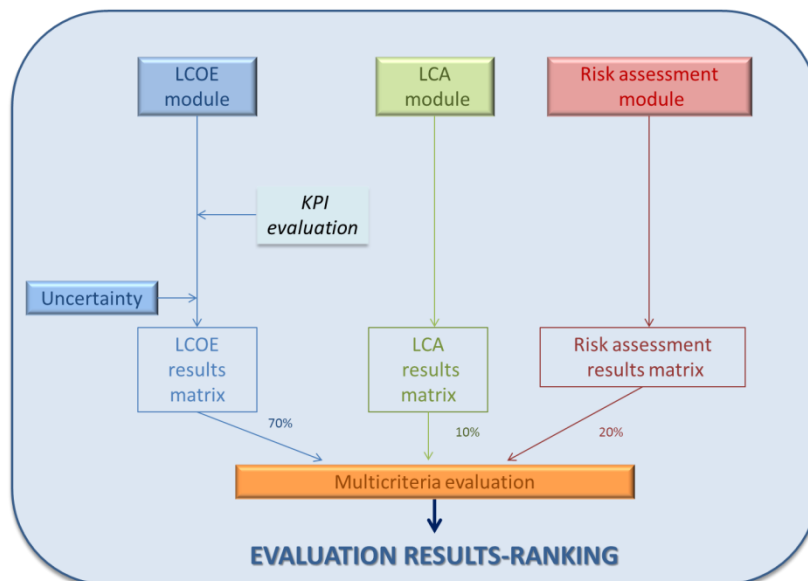 LCOE
module
LCA
module
Risk assessment
module
KPI
evaluation
Uncertainty
LCOE
results
matrix
LCA
results
matrix
Risk assessment
results matrix
70%
10%
20%
Multicriteria evaluation
EVALUATION RESULTS-RANKING